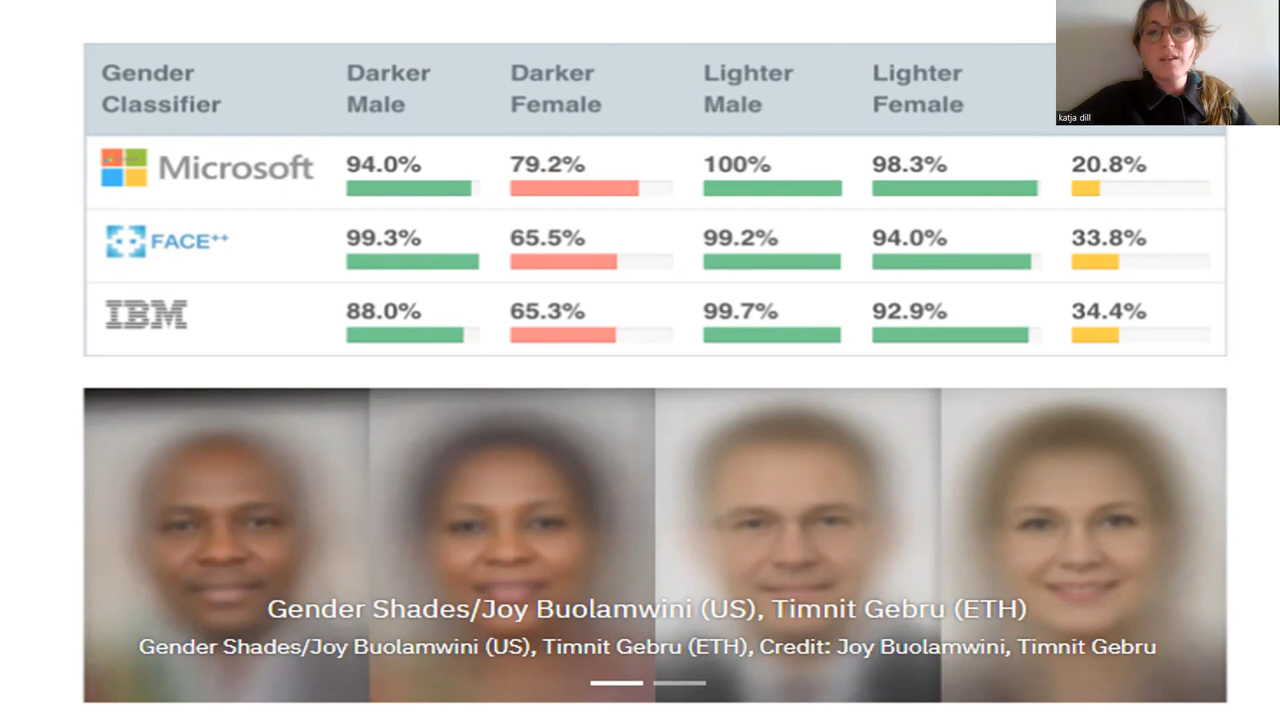 Gender Classifier
Darker Male
Darker Female
Lighter Male
Lighter Female
katja dill
Microsoft 94.0% 79.2% 100% 98.3% 20.8%
FACE++ 99.3% 65.5% 99.2% 94.0% 33.8%
IBM 88.0% 65.3% 99.7% 92.9% 34.4%
Gender Shades/Joy Buolamwini (US), Timnit Gebru (ETH)
Gender Shades/Joy Buolamwini (US), Timnit Gebru (ETH), Credit: Joy Buolamwini, Timnit Gebru